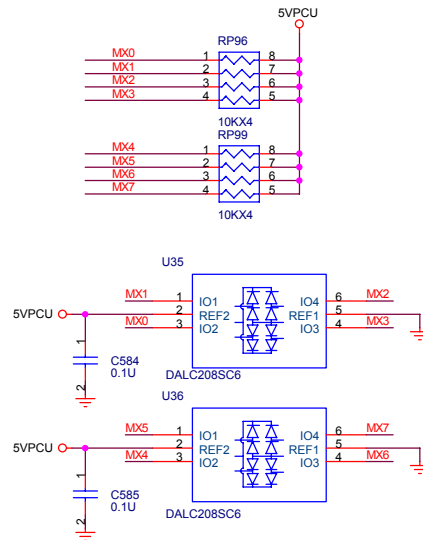 5VPCU
RP96
MX0 1 8
MX1 2 7
MX2 3 6
MX3 4 5
10KX4
RP99
MX4 1 8
MX5 2 7
MX6 3 6
MX7 4 5
10KX4
U35
MX1 1 IO1 IO4 6 MX2
5VPCU 2 REF2 REF1 5
MX0 3 IO2 IO3 4 MX3
1
C584
0.1U
2
DALC208SC6
U36
MX5 1 IO1 IO4 6 MX7
5VPCU 2 REF2 REF1 5
MX4 3 IO2 IO3 4 MX6
1
C585
0.1U
2
DALC208SC6